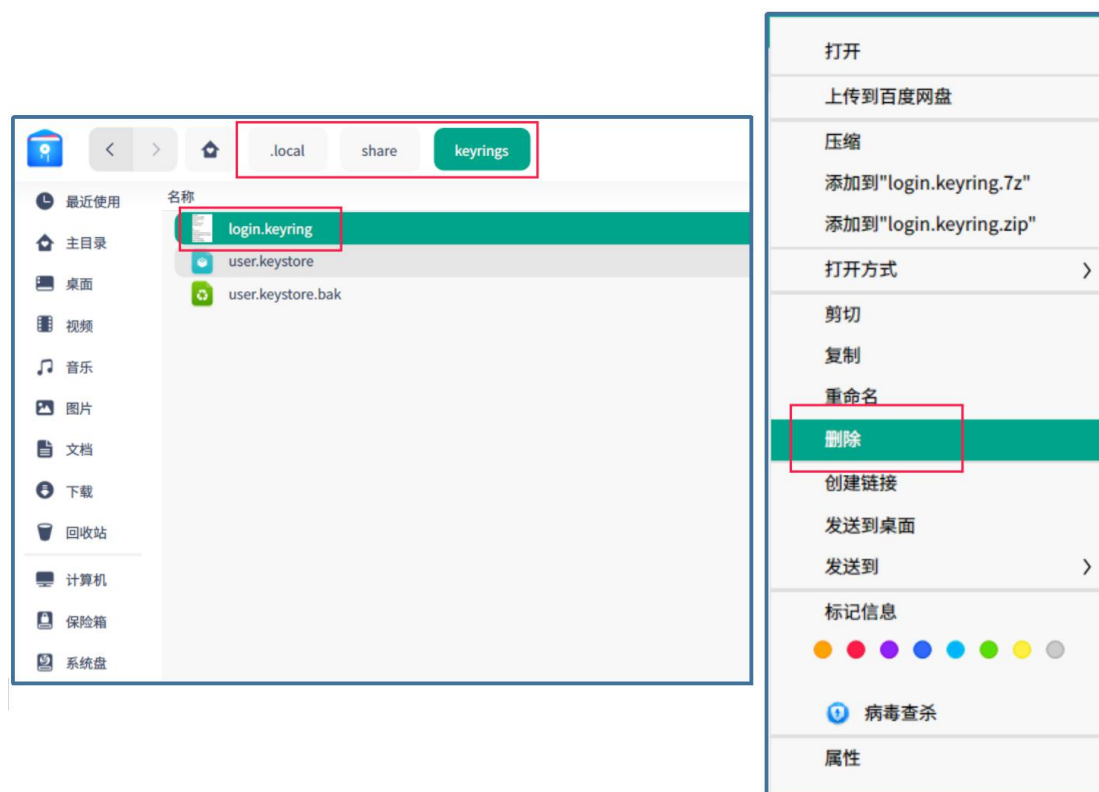 .local share keyrings
名称
最近使用
主目录
桌面
视频
音乐
图片
文档
下载
回收站
计算机
保险箱
系统盘
login.keyring
user.keystore
user.keystore.bak
打开
上传到百度网盘
压缩
添加到"login.keyring.7z"
添加到"login.keyring.zip"
打开方式
剪切
复制
重命名
删除
创建链接
发送到桌面
发送到
标记信息
病毒查杀
属性